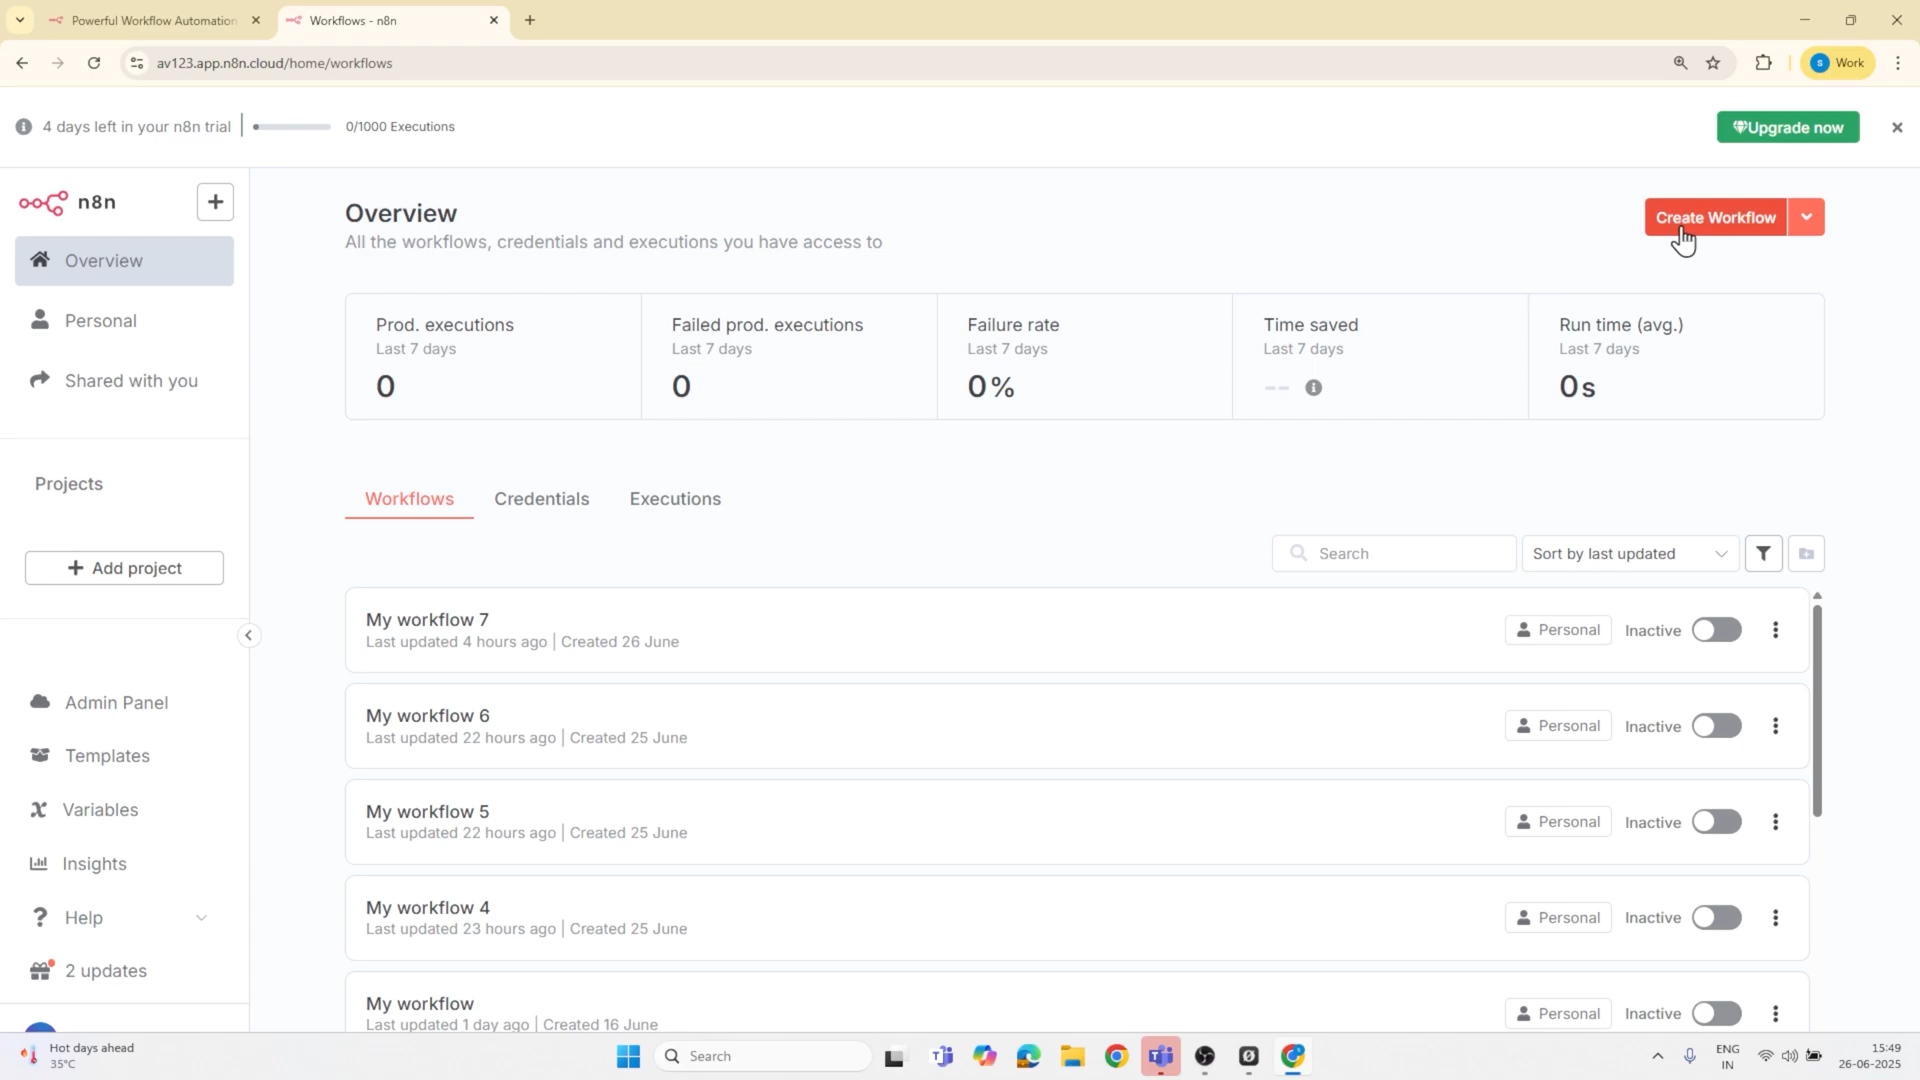 Powerful Workflow Automation
Workflows - n8n
av123.app.n8n.cloud/home/workflows
S Work
4 days left in your n8n trial
0/1000 Executions
Upgrade now
n8n
Overview
Personal
Shared with you
Projects
Add project
Admin Panel
Templates
Variables
Insights
Help
2 updates
Overview
All the workflows, credentials and executions you have access to
Create Workflow
Prod. executions
Last 7 days
0
Failed prod. executions
Last 7 days
0
Failure rate
Last 7 days
0%
Time saved
Last 7 days
--
Run time (avg.)
Last 7 days
0s
Workflows Credentials Executions
Search
Sort by last updated
My workflow 7
Last updated 4 hours ago | Created 26 June
Personal Inactive
My workflow 6
Last updated 22 hours ago | Created 25 June
Personal Inactive
My workflow 5
Last updated 22 hours ago | Created 25 June
Personal Inactive
My workflow 4
Last updated 23 hours ago | Created 25 June
Personal Inactive
My workflow
Last updated 1 day ago | Created 16 June
Personal Inactive
Hot days ahead
35°C
Search
ENG
IN
15:49
26-06-2025